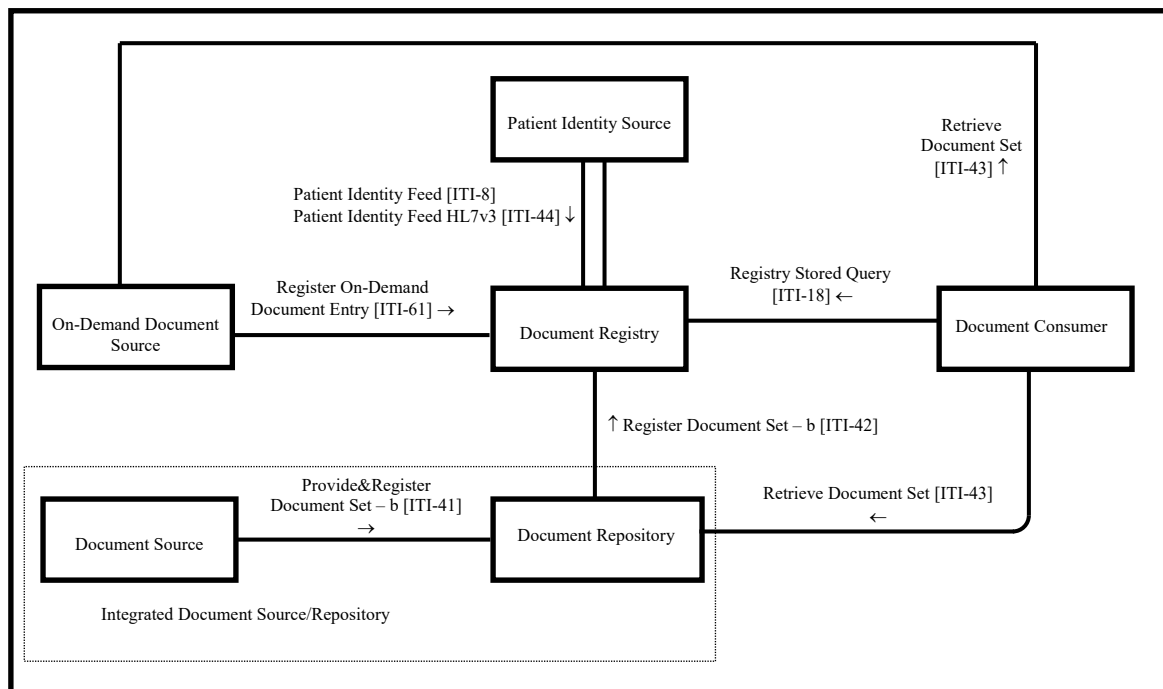 Patient Identity Source
Retrieve
Document Set
[ITI-43] ↑
Patient Identity Feed [ITI-8]
Patient Identity Feed HL7v3 [ITI-44] ↓
Register On-Demand
Document Entry [ITI-61] →
Registry Stored Query
[ITI-18] ←
On-Demand Document
Source
Document Registry
Document Consumer
↑ Register Document Set – b [ITI-42]
Provide&Register
Document Set – b [ITI-41]
→
Retrieve Document Set [ITI-43]
←
Document Source
Document Repository
Integrated Document Source/Repository